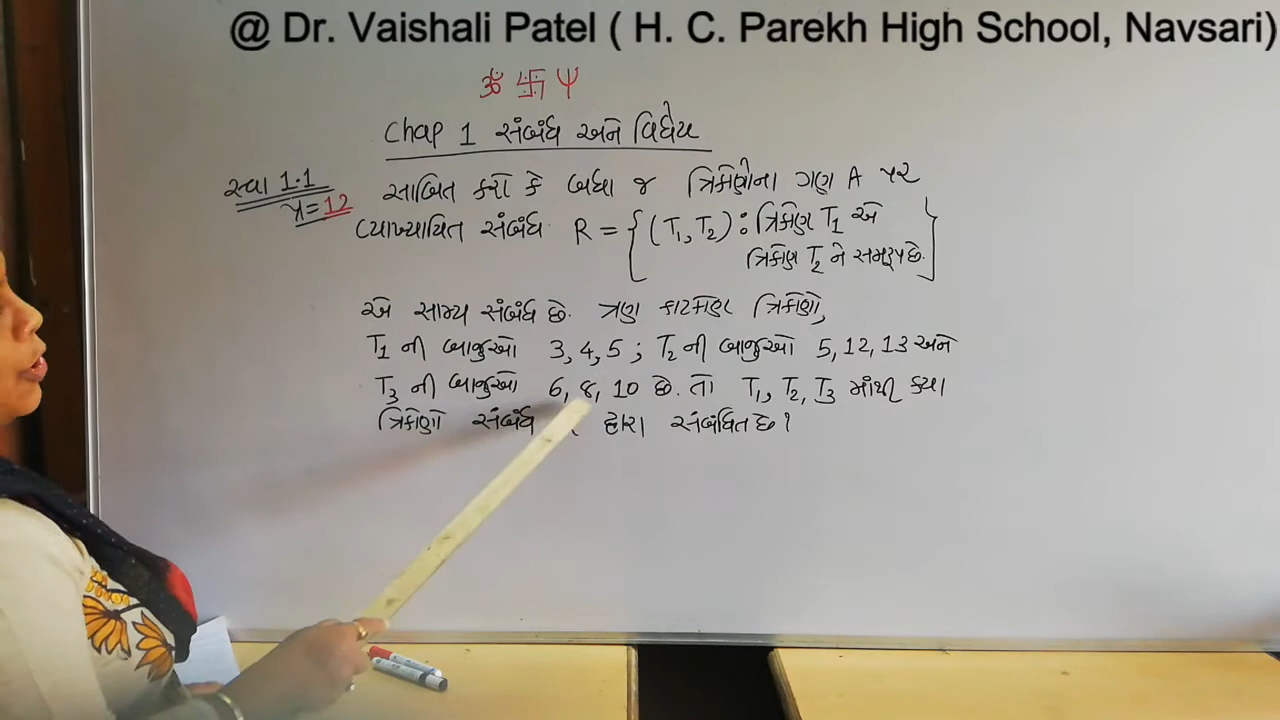 @ Dr. Vaishali Patel ( H. C. Parekh High School, Navsari)
ૐ 卐 Ψ
Chap 1 સંબંધ અને વિધેય
સ્વા 1.1
પ્ર = 12
સાબિત કરો કે બધા જ ત્રિકોણોના ગણ A પર
વ્યાખ્યાયિત સંબંધ R = { (T₁, T₂) : ત્રિકોણ T₁ એ
ત્રિકોણ T₂ ને સમરૂપ છે. }
એ સામ્ય સંબંધ છે. ત્રણ કાટકોણ ત્રિકોણો,
T₁ ની બાજુઓ 3, 4, 5 ; T₂ ની બાજુઓ 5, 12, 13 અને
T₃ ની બાજુઓ 6, 8, 10 છે. તો T₁, T₂, T₃ માંથી કયા
ત્રિકોણો સંબંધ દ્વારા સંબંધિત છે ?